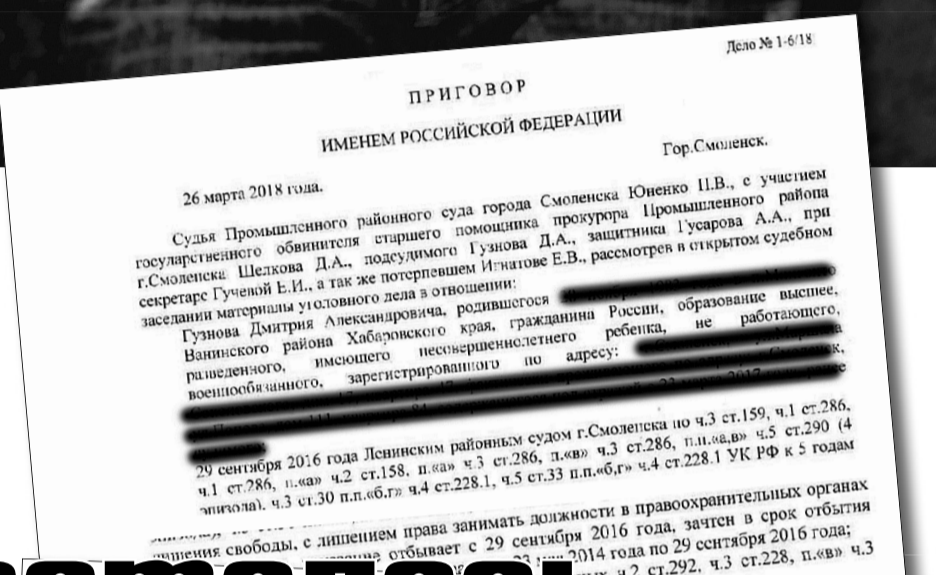 Дело № 1-6/18
ПРИГОВОР
ИМЕНЕМ РОССИЙСКОЙ ФЕДЕРАЦИИ
Гор.Смоленск.
26 марта 2018 года.
Судья Промышленного районного суда города Смоленска Юненко П.В., с участием
государственного обвинителя старшего помощника прокурора Промышленного района
г.Смоленска Шелкова Д.А., подсудимого Гузнова Д.А., защитника Гусарова А.А., при
секретаре Гучевой Е.И., а так же потерпевшем Игнатове Е.В., рассмотрев в открытом судебном
заседании материалы уголовного дела в отношении:
Гузнова Дмитрия Александровича, родившегося
Ванинского района Хабаровского края, гражданина России, образование высшее,
разведенного, имеющего несовершеннолетнего ребенка, не работающего,
военнообязанного, зарегистрированного по адресу:
29 сентября 2016 года Ленинским районным судом г.Смоленска по ч.3 ст.159, ч.1 ст.286,
ч.1 ст.286, п.«а» ч.2 ст.158, п.«а» ч.3 ст.286, п.«в» ч.3 ст.286, п.п.«а,в» ч.5 ст.290 (4
эпизода), ч.3 ст.30 п.п.«б,г» ч.4 ст.228.1, ч.5 ст.33 п.п.«б,г» ч.4 ст.228.1 УК РФ к 5 годам
лишения свободы, с лишением права занимать должности в правоохранительных органах
отбывает с 29 сентября 2016 года, зачтен в срок отбытия
2014 года по 29 сентября 2016 года;
ч.2 ст.292, ч.3 ст.228, п.«в» ч.3